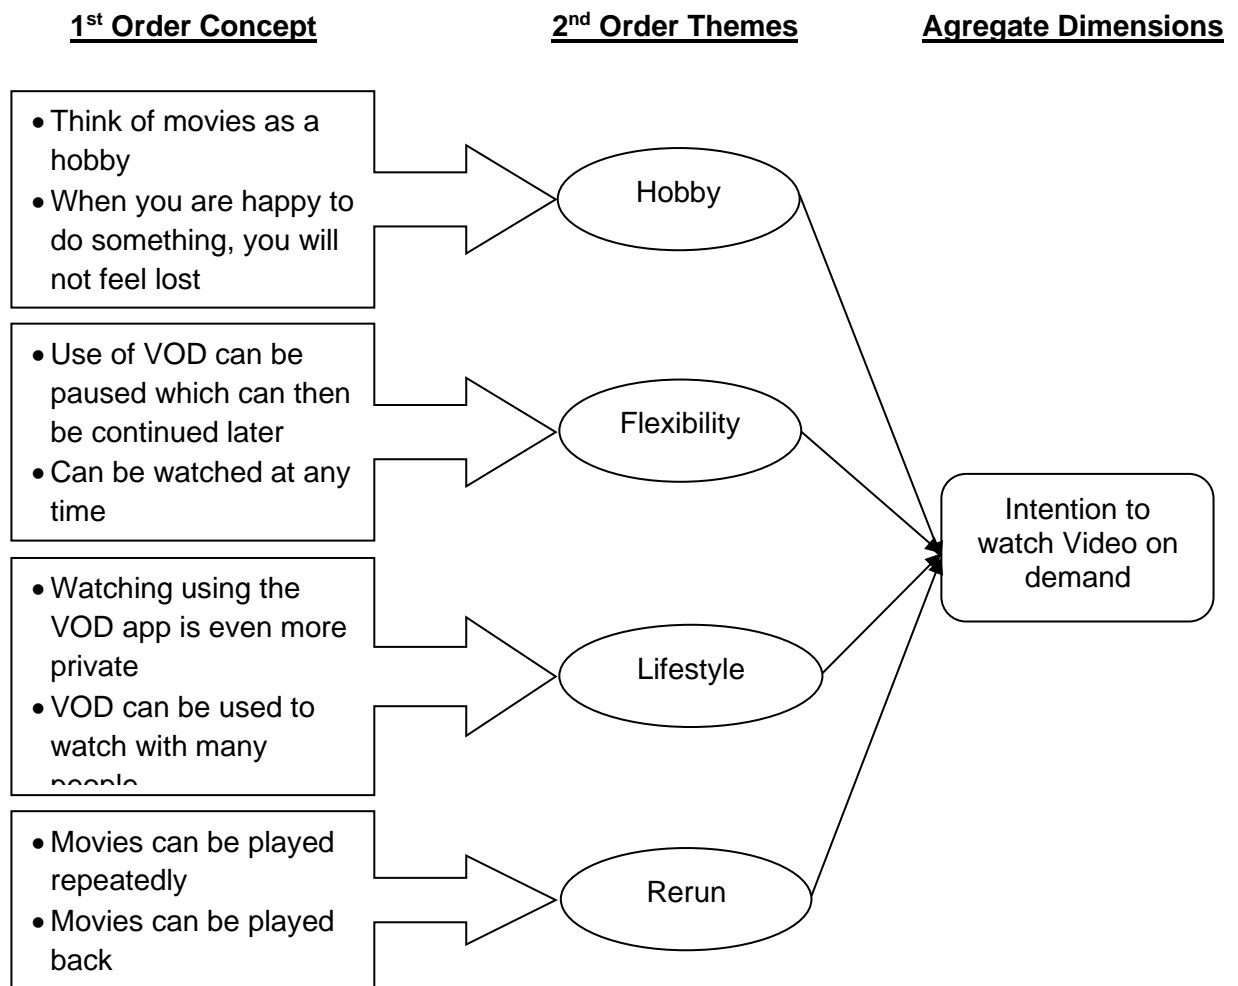 1st Order Concept
2nd Order Themes
Agregate Dimensions
• Think of movies as a
hobby
• When you are happy to
do something, you will
not feel lost
Hobby
• Use of VOD can be
paused which can then
be continued later
• Can be watched at any
time
Flexibility
• Watching using the
VOD app is even more
private
• VOD can be used to
watch with many
people
Lifestyle
• Movies can be played
repeatedly
• Movies can be played
back
Rerun
Intention to
watch Video on
demand